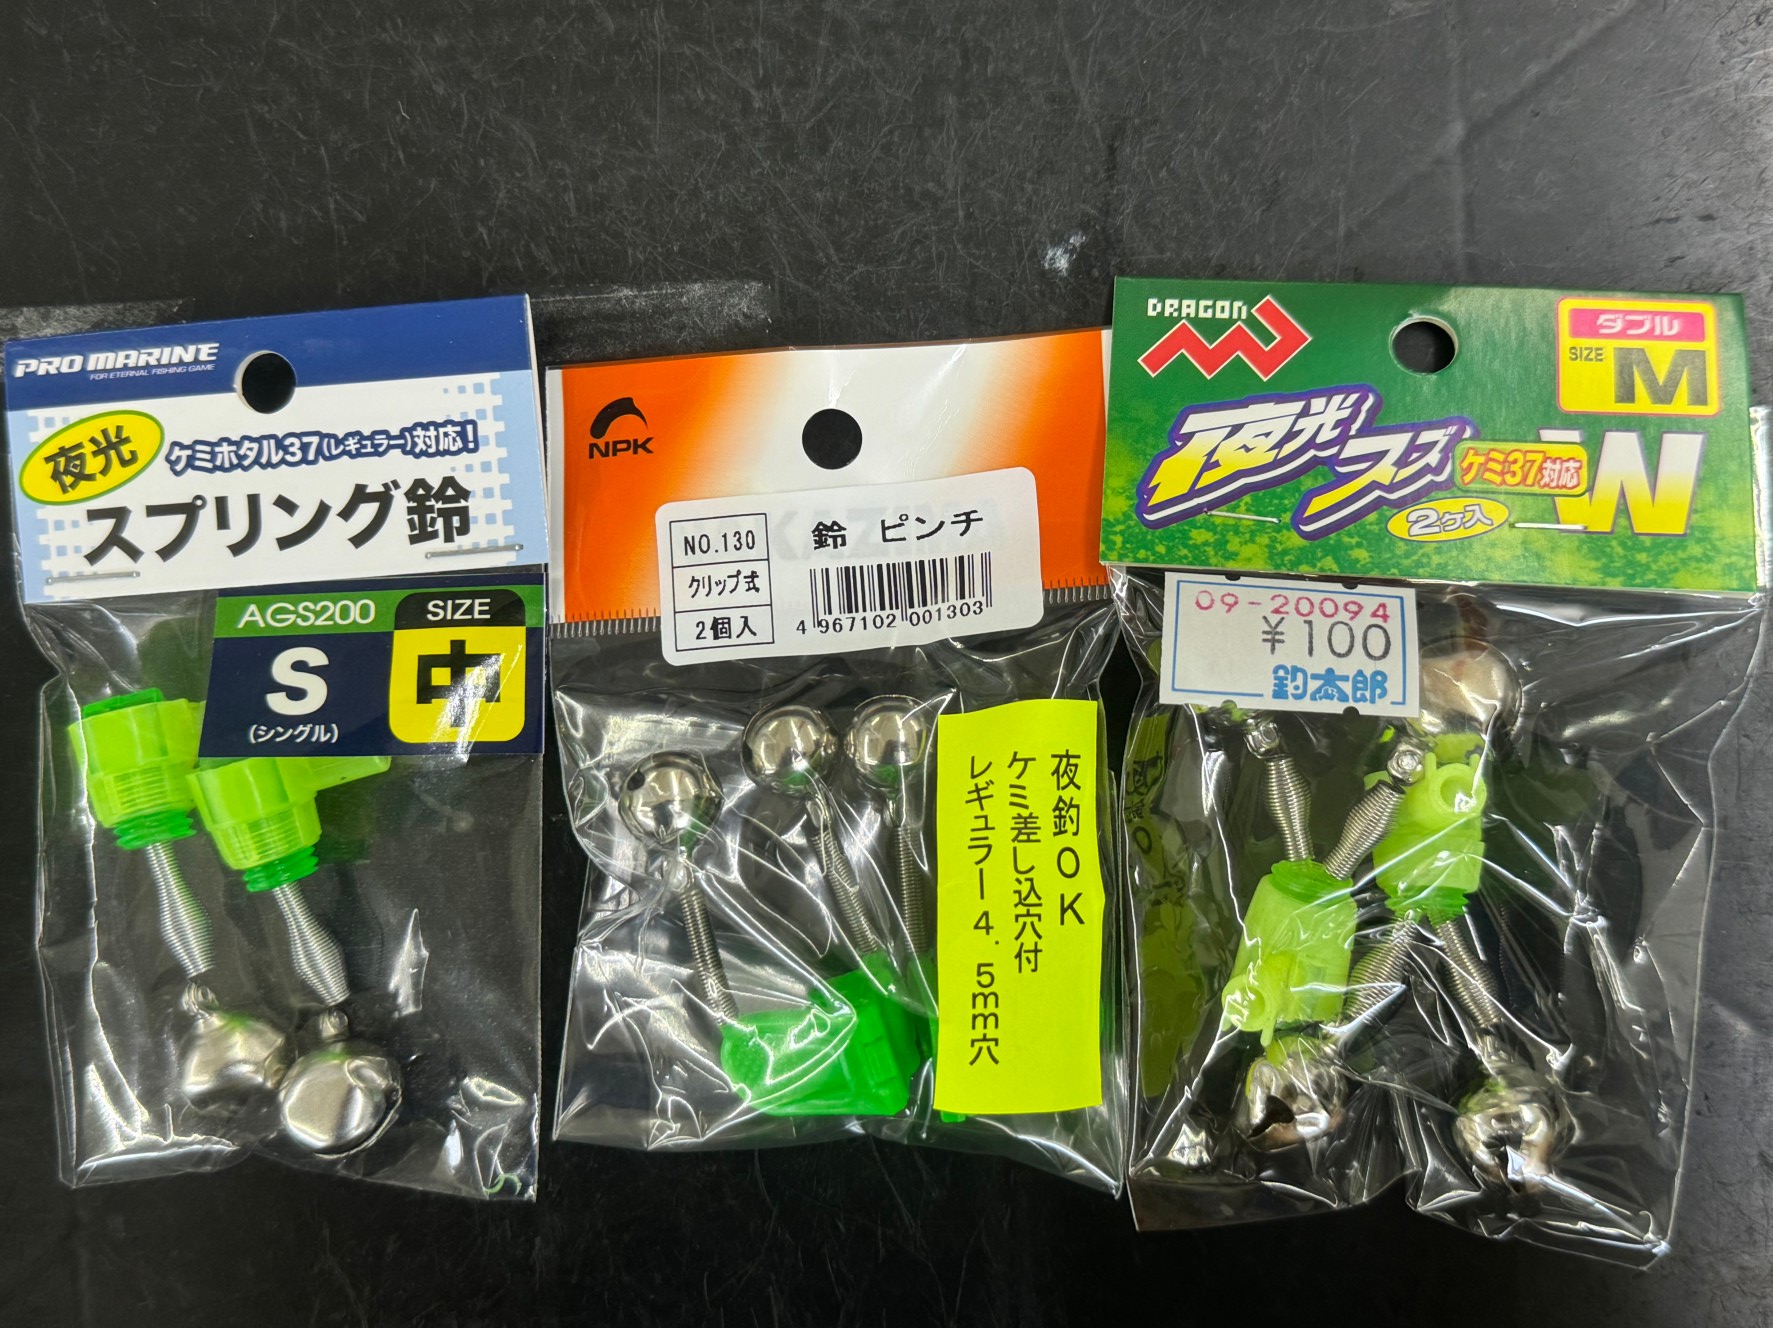 PRO MARINE
FOR ETERNAL FISHING GAME
夜光
ケミホタル37(レギュラー)対応!
スプリング鈴
AGS200
SIZE
S
中
(シングル)
NPK
NO.130
クリップ式
2個入
鈴 ピンチ
4 967102 001303
夜釣OK
ケミ差し込穴付
レギュラー4.5mm穴
DRAGON
ダブル
SIZE
M
夜光スズ
ケミ37対応
W
2ヶ入
09-20094
¥100
釣太郎